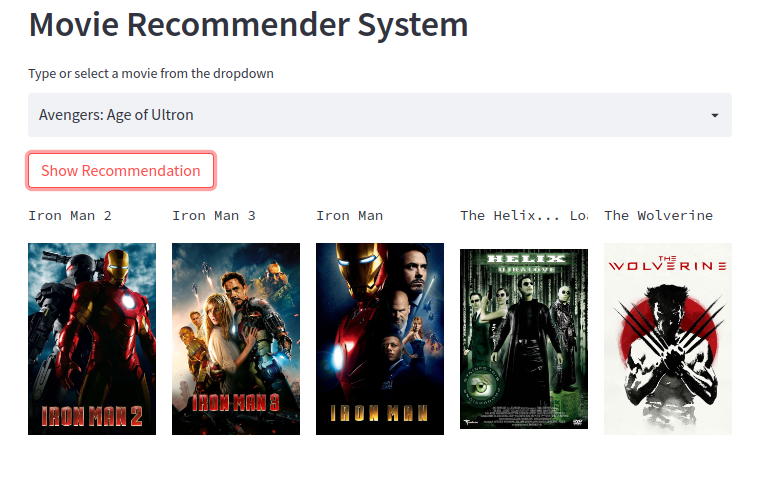 Movie Recommender System
Type or select a movie from the dropdown
Avengers: Age of Ultron
Show Recommendation
Iron Man 2
Iron Man 3
Iron Man
The Helix... Loa
The Wolverine
IRON MAN 2
IRON MAN 3
IRON MAN
HELIX
THE
WOLVERINE